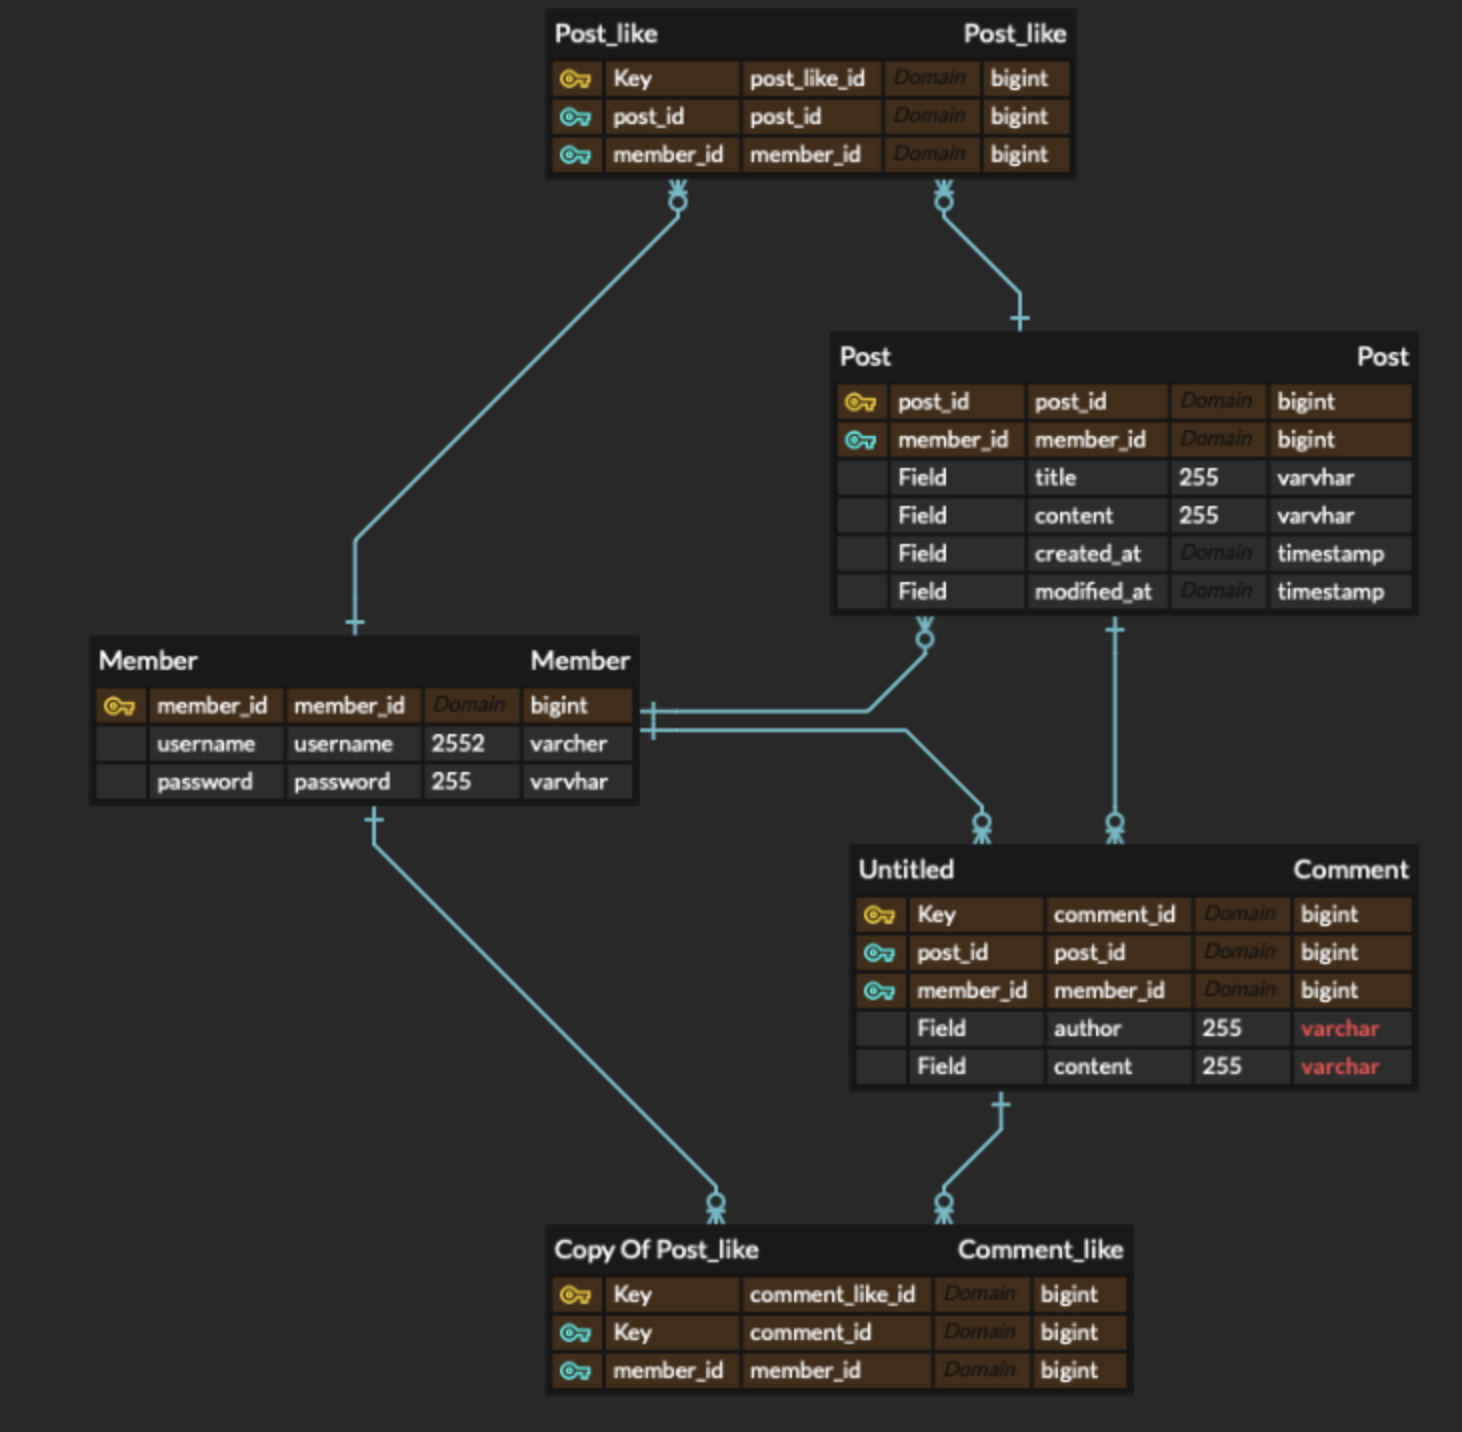 Post_like Post_like
Key post_like_id Domain bigint
post_id post_id Domain bigint
member_id member_id Domain bigint
Post Post
post_id post_id Domain bigint
member_id member_id Domain bigint
Field title 255 varvhar
Field content 255 varvhar
Field created_at Domain timestamp
Field modified_at Domain timestamp
Member Member
member_id member_id Domain bigint
username username 2552 varcher
password password 255 varvhar
Untitled Comment
Key comment_id Domain bigint
post_id post_id Domain bigint
member_id member_id Domain bigint
Field author 255 varchar
Field content 255 varchar
Copy Of Post_like Comment_like
Key comment_like_id Domain bigint
Key comment_id Domain bigint
member_id member_id Domain bigint